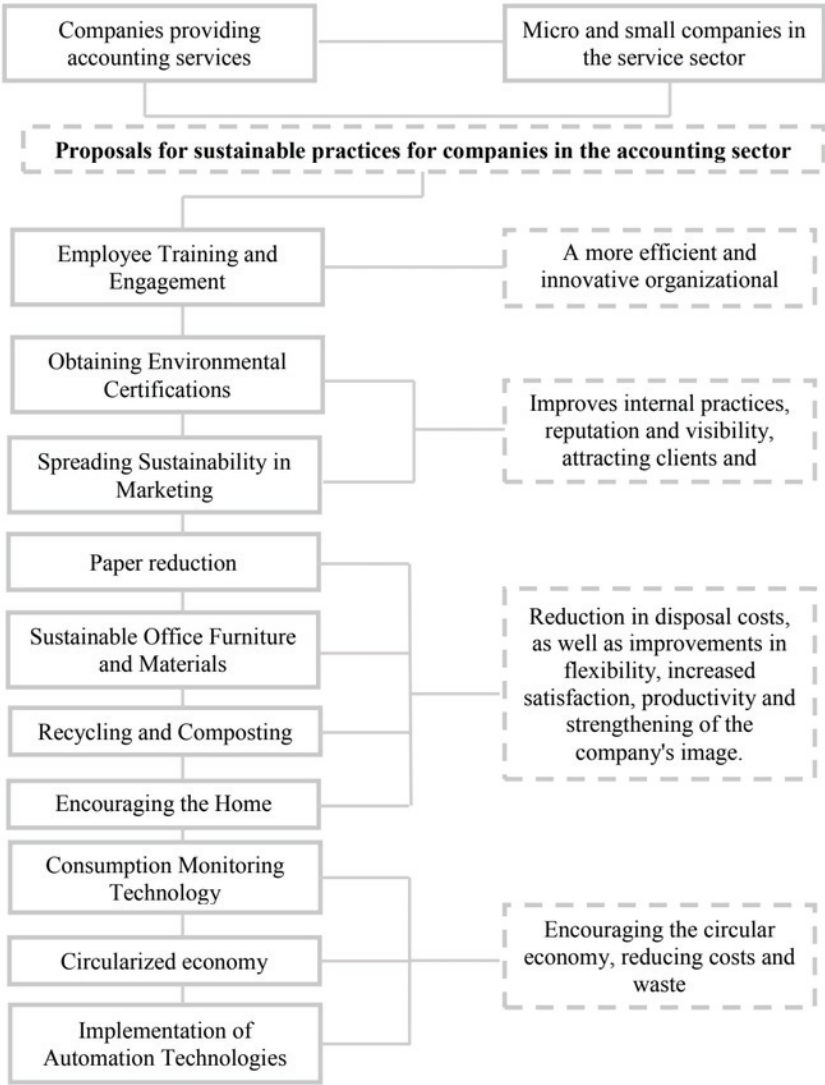 Companies providing
accounting services
Micro and small companies in
the service sector
Proposals for sustainable practices for companies in the accounting sector
Employee Training and
Engagement
A more efficient and
innovative organizational
Obtaining Environmental
Certifications
Improves internal practices,
reputation and visibility,
attracting clients and
Spreading Sustainability in
Marketing
Paper reduction
Sustainable Office Furniture
and Materials
Recycling and Composting
Encouraging the Home
Reduction in disposal costs,
as well as improvements in
flexibility, increased
satisfaction, productivity and
strengthening of the
company's image.
Consumption Monitoring
Technology
Circularized economy
Implementation of
Automation Technologies
Encouraging the circular
economy, reducing costs and
waste